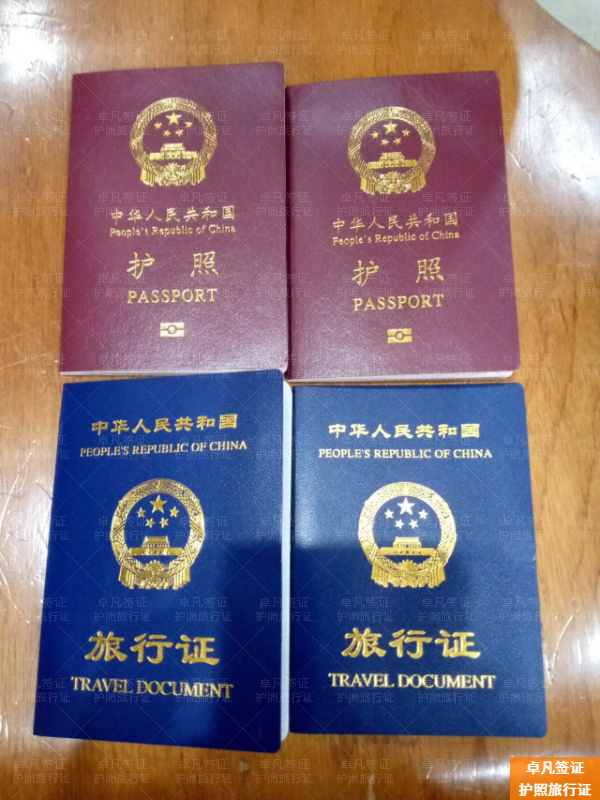 中华人民共和国
People's Republic of China
护照
PASSPORT
中华人民共和国
People's Republic of China
护照
PASSPORT
中华人民共和国
PEOPLE'S REPUBLIC OF CHINA
旅行证
TRAVEL DOCUMENT
中华人民共和国
PEOPLE'S REPUBLIC OF CHINA
旅行证
TRAVEL DOCUMENT
卓凡签证
护照旅行证